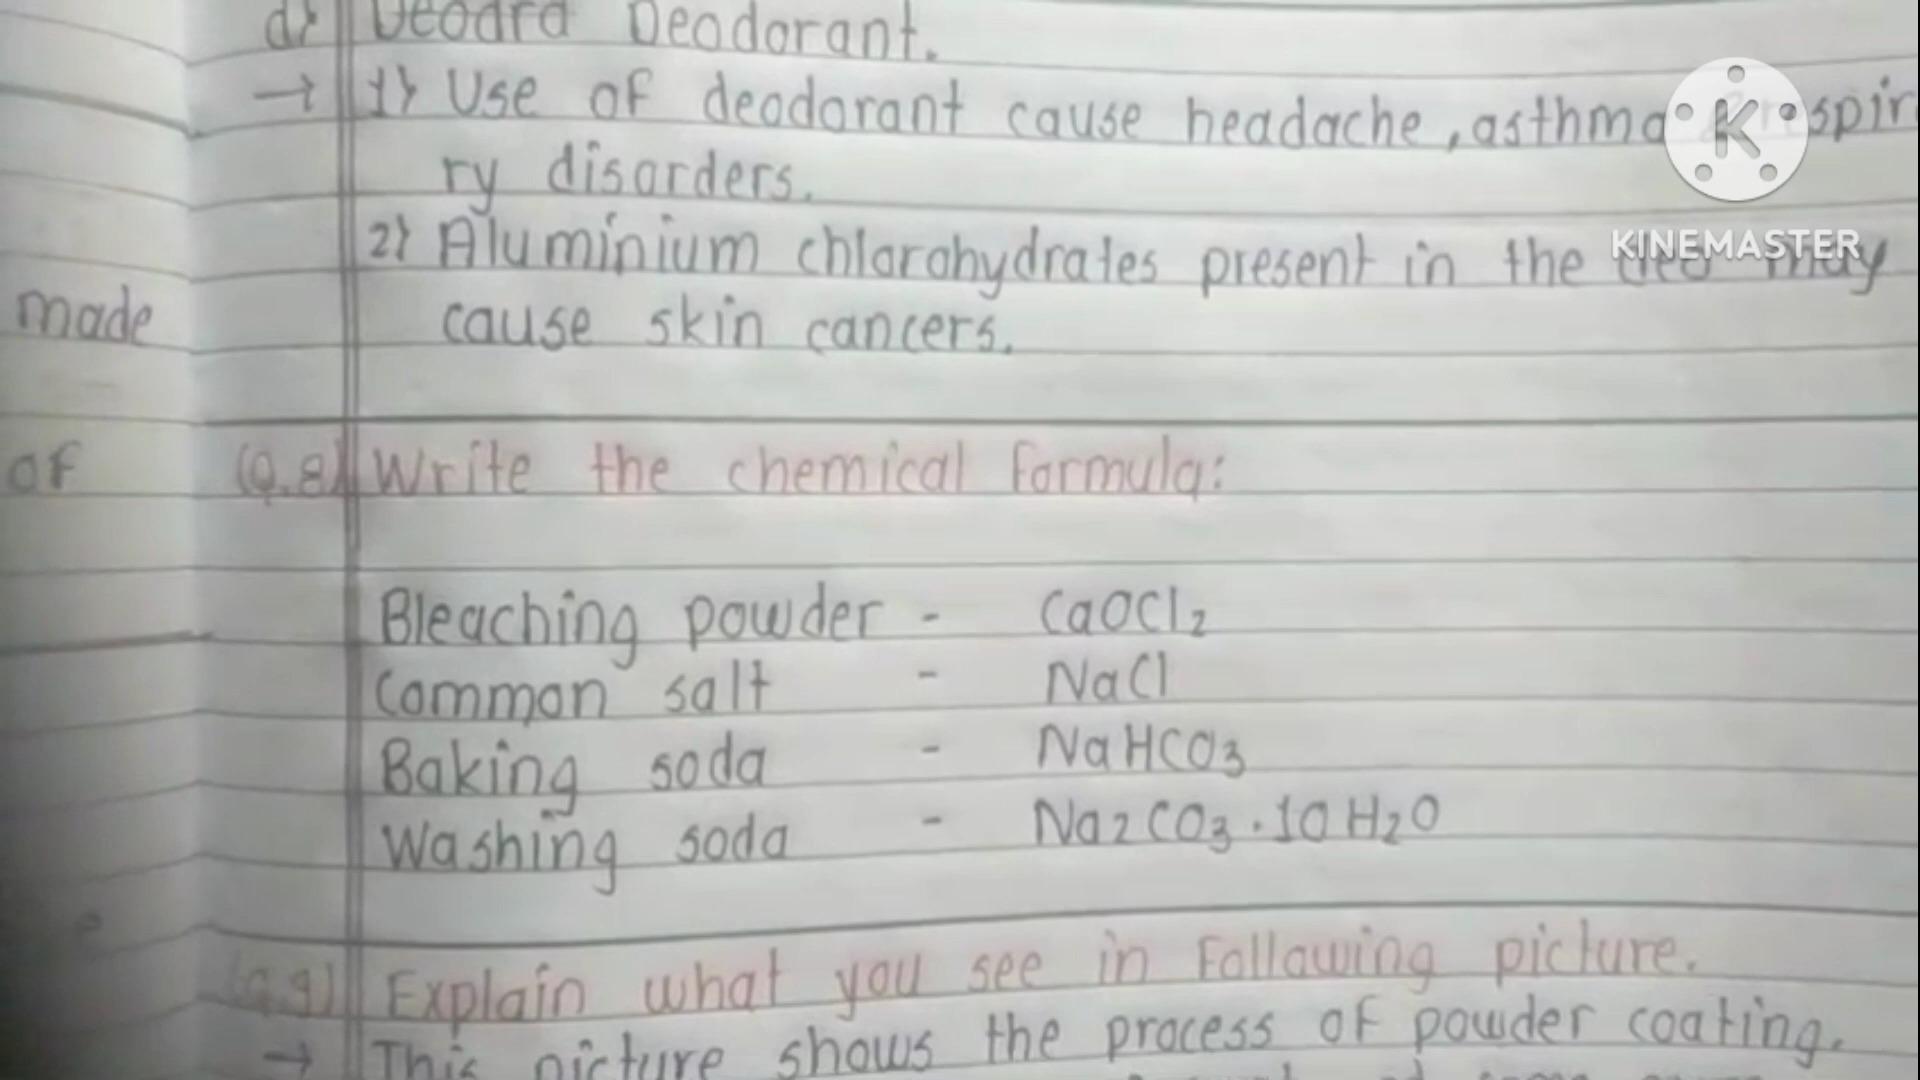 d) Deodra Deodorant.
→ 1) Use of deodorant cause headache, asthma
ry disorders.
2) Aluminium chlorohydrates present in the deo may
cause skin cancers.
made
of
(Q.8) Write the chemical formula:
Bleaching powder - CaOCl₂
Common salt - NaCl
Baking soda - NaHCO₃
Washing soda - Na₂CO₃.10H₂O
(Q.9) Explain what you see in following picture.
→ This picture shows the process of powder coating.
K
KINEMASTER